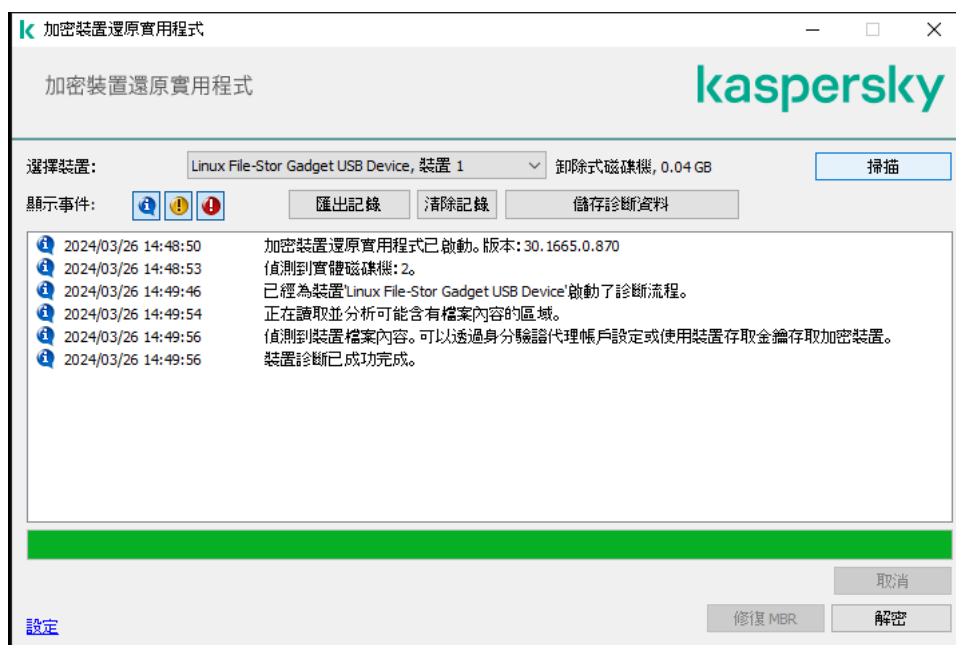 加密裝置還原實用程式
加密裝置還原實用程式
kaspersky
選擇裝置: Linux File-Stor Gadget USB Device, 裝置 1 卸除式磁碟機, 0.04 GB 掃描
顯示事件: 匯出記錄 清除記錄 儲存診斷資料
2024/03/26 14:48:50 加密裝置還原實用程式已啟動。版本: 30.1665.0.870
2024/03/26 14:48:53 偵測到實體磁碟機: 2。
2024/03/26 14:49:46 已經為裝置'Linux File-Stor Gadget USB Device'啟動了診斷流程。
2024/03/26 14:49:54 正在讀取並分析可能含有檔案內容的區域。
2024/03/26 14:49:56 偵測到裝置檔案內容。可以透過身分驗證代理帳戶設定或使用裝置存取金鑰存取加密裝置。
2024/03/26 14:49:56 裝置診斷已成功完成。
取消
設定 修復 MBR 解密